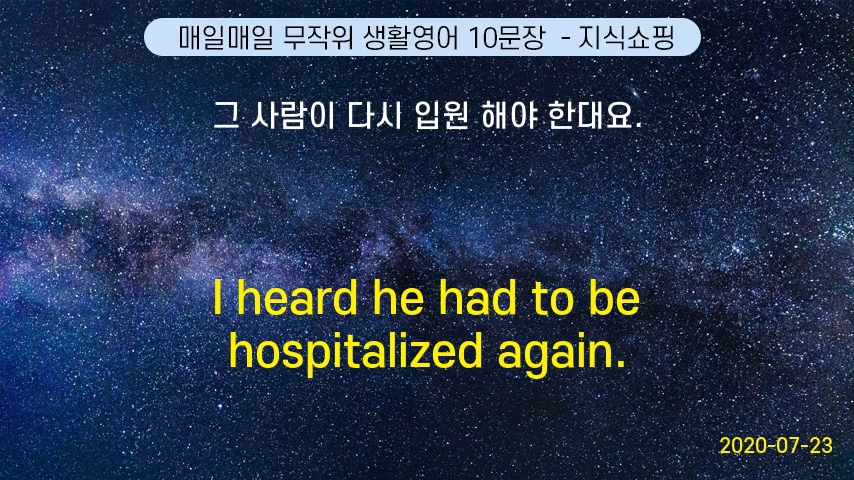 매일매일 무작위 생활영어 10문장 - 지식쇼핑
그 사람이 다시 입원 해야 한대요.
I heard he had to be
hospitalized again.
2020-07-23